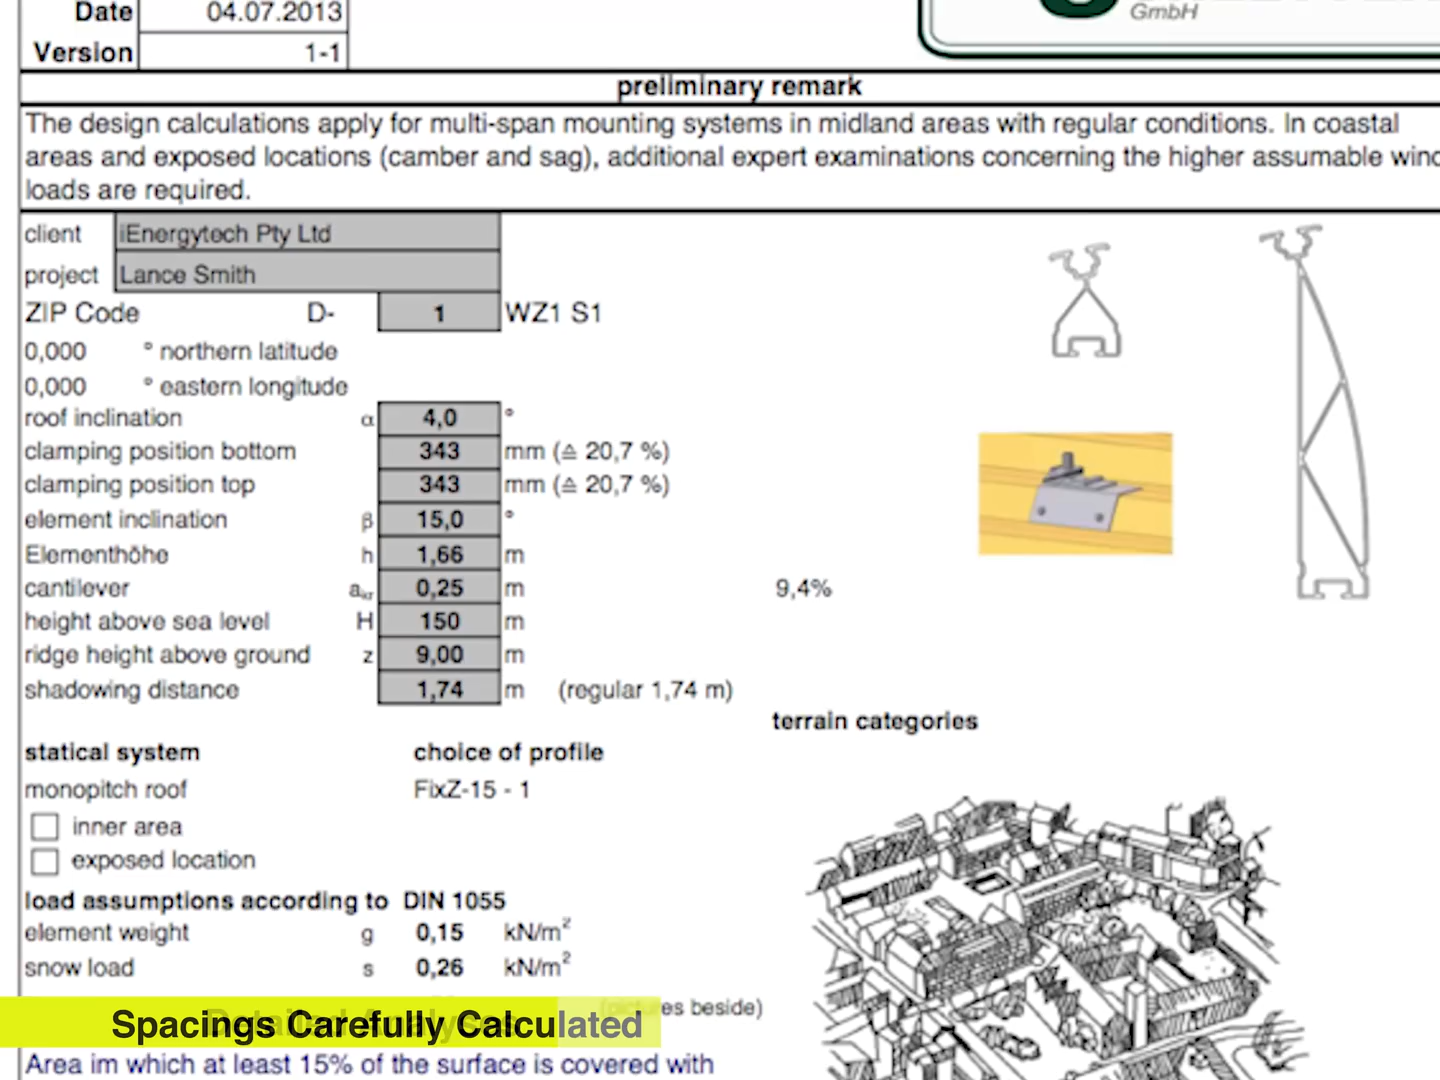 Date 04.07.2013
GmbH
Version 1-1
preliminary remark
The design calculations apply for multi-span mounting systems in midland areas with regular conditions. In coastal
areas and exposed locations (camber and sag), additional expert examinations concerning the higher assumable
loads are required.
client iEnergytech Pty Ltd
project Lance Smith
ZIP Code D- 1 WZ1 S1
0,000 ° northern latitude
0,000 ° eastern longitude
roof inclination α 4,0 °
clamping position bottom 343 mm (≙ 20,7 %)
clamping position top 343 mm (≙ 20,7 %)
element inclination β 15,0 °
Elementhöhe h 1,66 m
cantilever akr 0,25 m 9,4%
height above sea level H 150 m
ridge height above ground z 9,00 m
shadowing distance 1,74 m (regular 1,74 m)
terrain categories
statical system choice of profile
monopitch roof FixZ-15 - 1
inner area
exposed location
load assumptions according to DIN 1055
element weight g 0,15 kN/m²
snow load s 0,26 kN/m²
(pictures beside)
Spacings Carefully Calculated
Area im which at least 15% of the surface is covered with